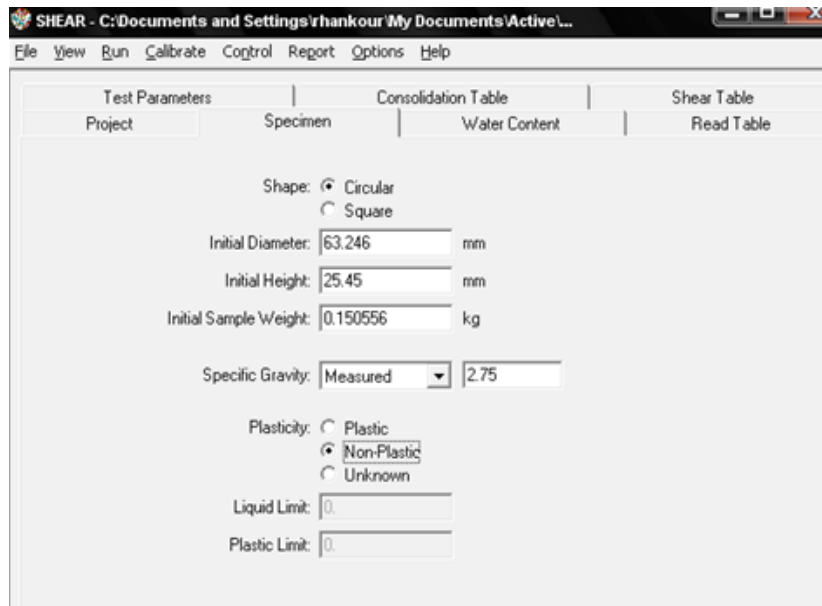 SHEAR - C:\Documents and Settings\rhankour\My Documents\Active\...
File View Run Calibrate Control Report Options Help
Test Parameters Consolidation Table Shear Table
Project Specimen Water Content Read Table
Shape: Circular
Square
Initial Diameter: 63.246 mm
Initial Height: 25.45 mm
Initial Sample Weight: 0.150556 kg
Specific Gravity: Measured 2.75
Plasticity: Plastic
Non-Plastic
Unknown
Liquid Limit: 0.
Plastic Limit: 0.